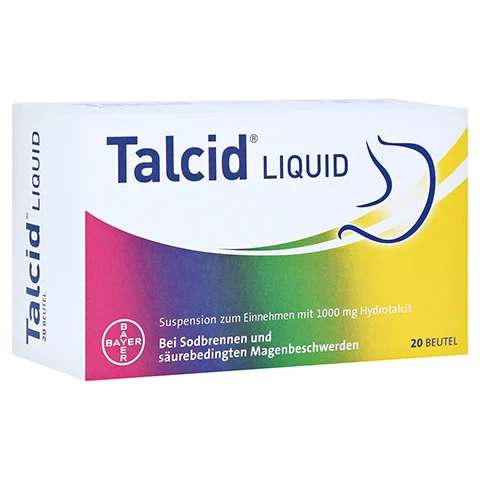 Talcid® LIQUID
Suspension zum Einnehmen mit 1000 mg Hydrotalcit
Bei Sodbrennen und
säurebedingten Magenbeschwerden
20 BEUTEL
BAYER
BAYER
Talcid® LIQUID
20 BEUTEL